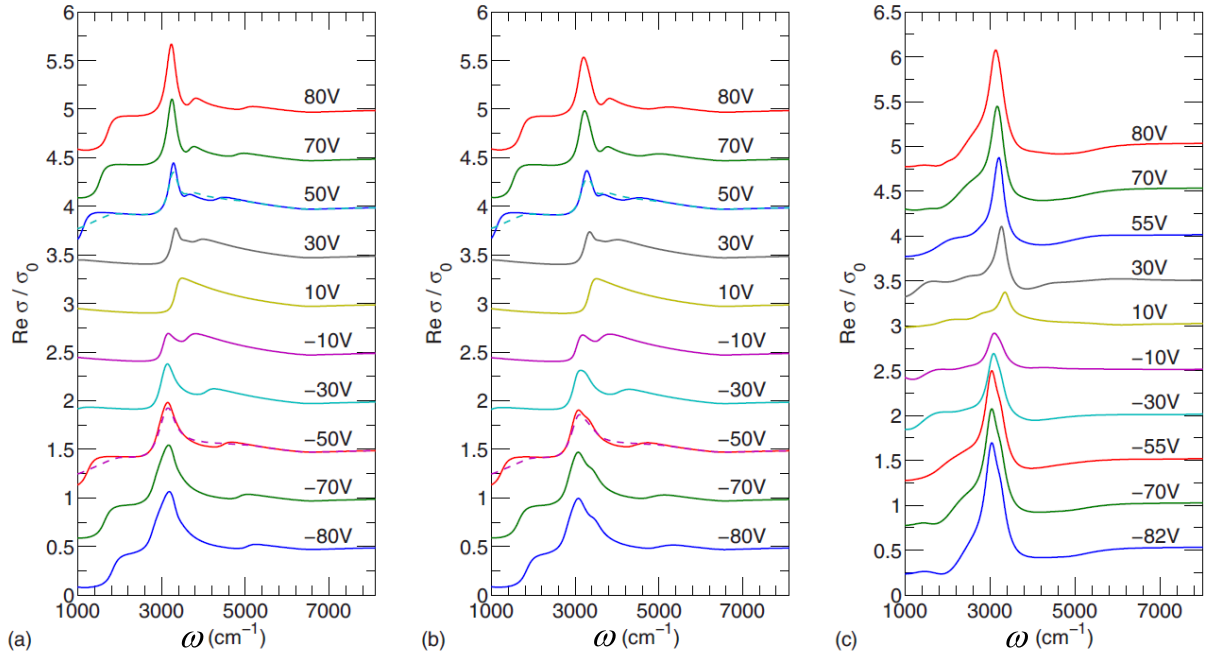 5.5
5
4.5
4
3.5
3
2.5
2
1.5
1
0.5
0
Re σ / σ0
80V
70V
50V
30V
10V
−10V
−30V
−50V
−70V
−80V
1000 3000 5000 7000
(a) ω (cm−1)
5.5
5
4.5
4
3.5
3
2.5
2
1.5
1
0.5
0
Re σ / σ0
80V
70V
50V
30V
10V
−10V
−30V
−50V
−70V
−80V
1000 3000 5000 7000
(b) ω (cm−1)
6.5
6
5.5
5
4.5
4
3.5
3
2.5
2
1.5
1
0.5
0
Re σ / σ0
80V
70V
55V
30V
10V
−10V
−30V
−55V
−70V
−82V
1000 3000 5000 7000
(c) ω (cm−1)